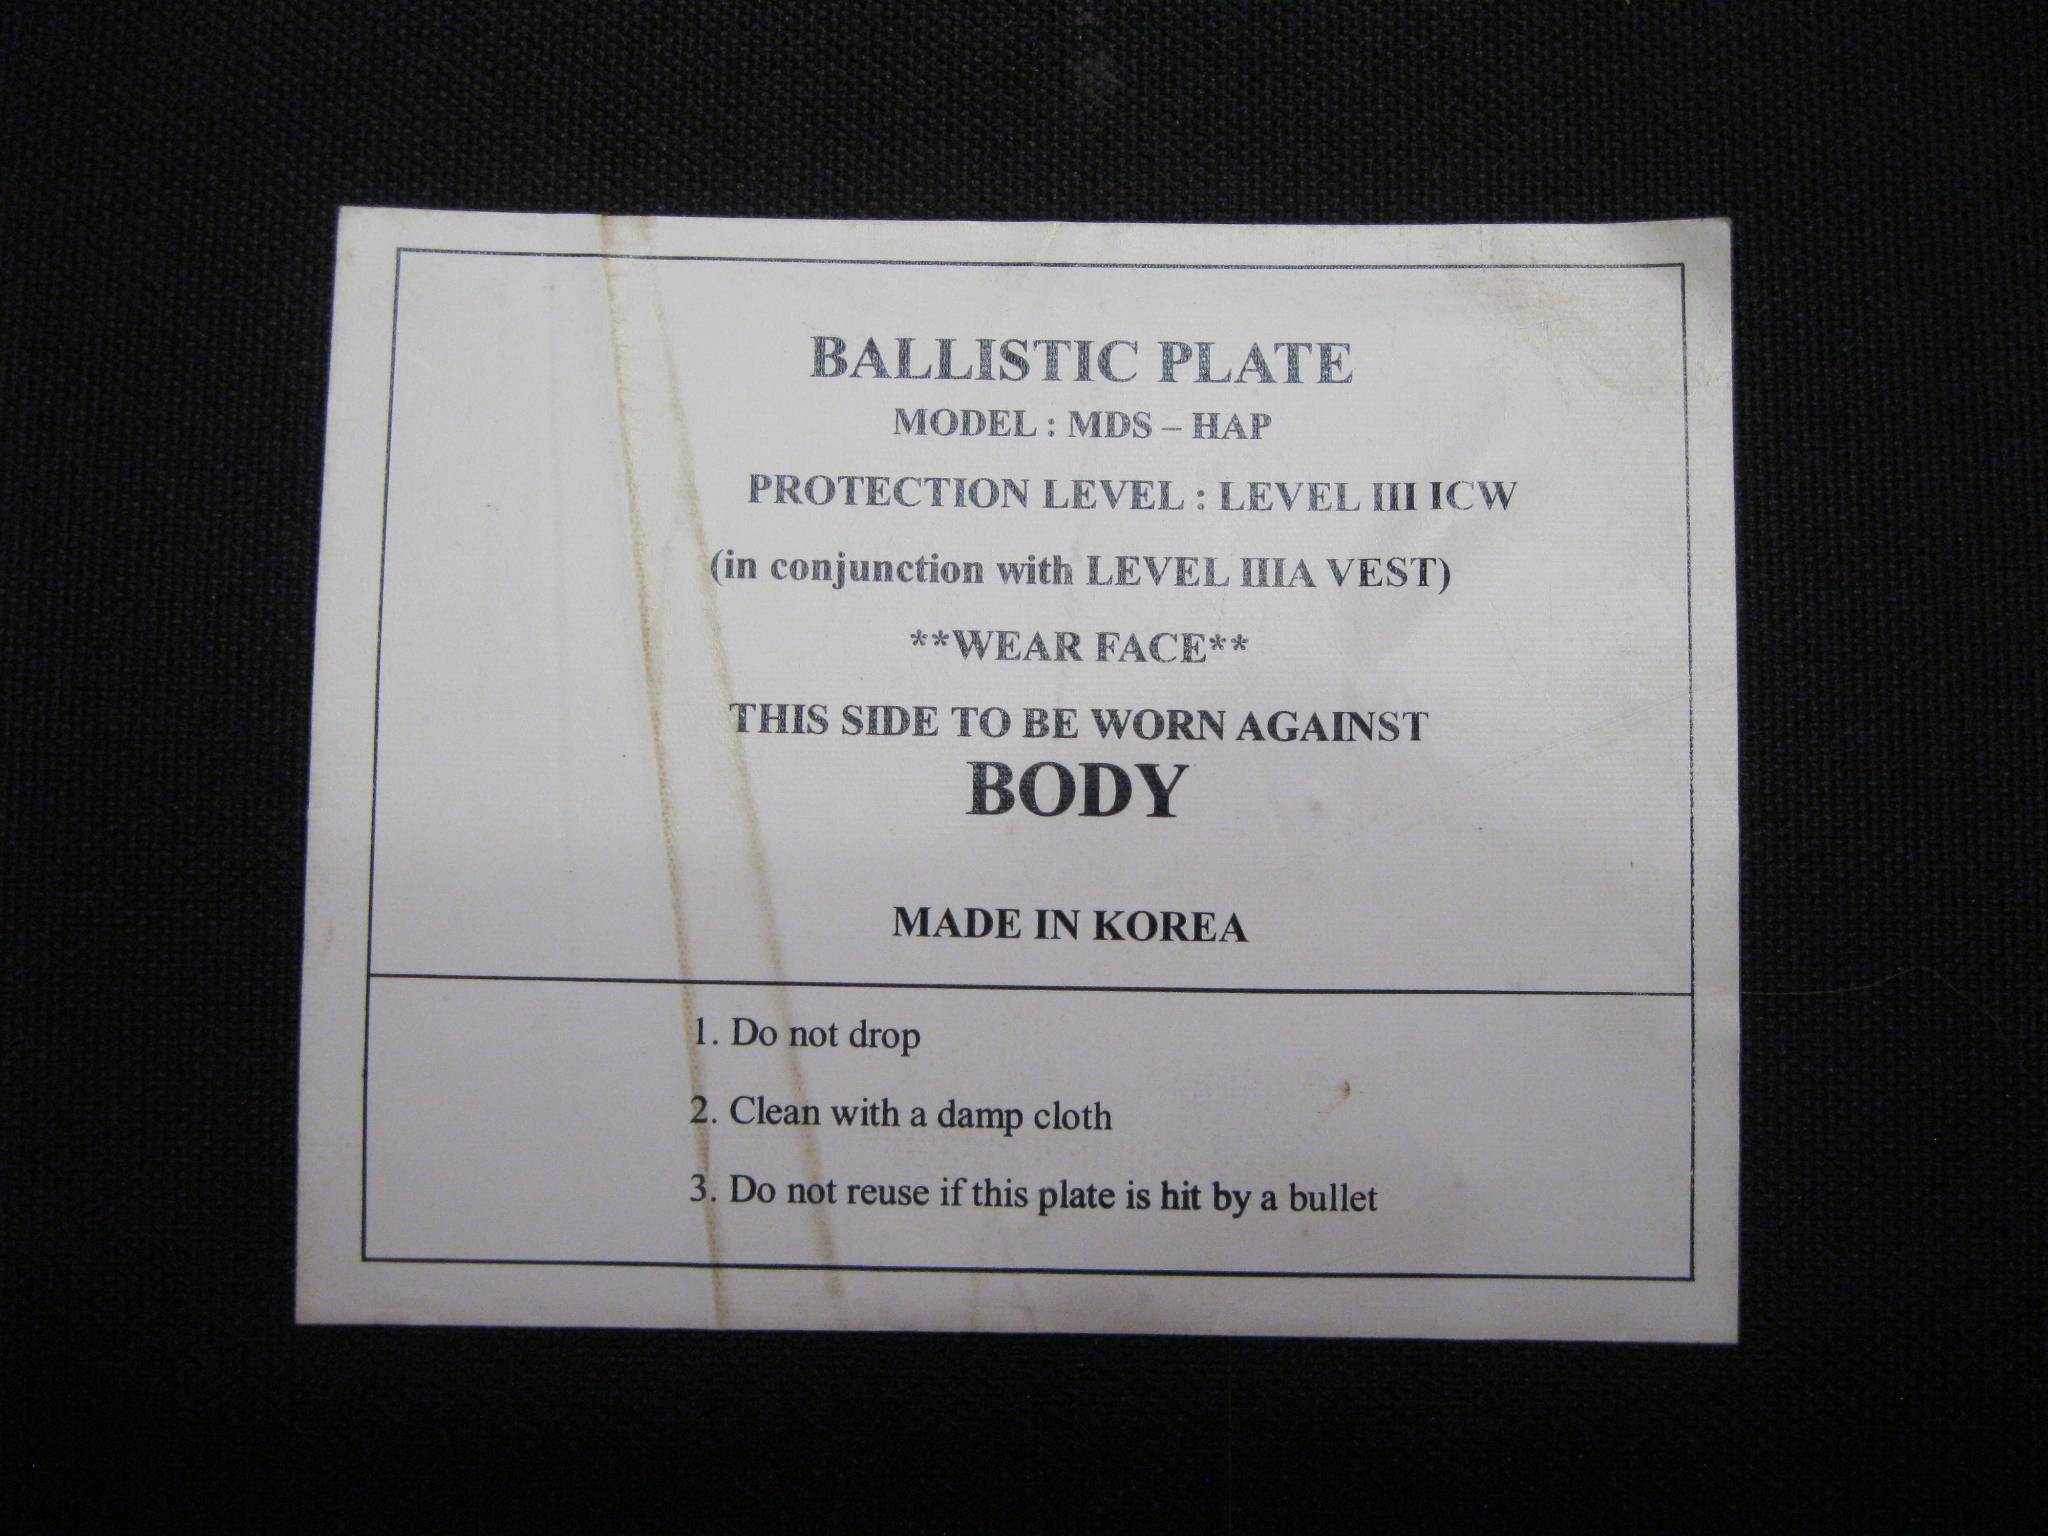 BALLISTIC PLATE
MODEL : MDS – HAP
PROTECTION LEVEL : LEVEL III ICW
(in conjunction with LEVEL IIIA VEST)
**WEAR FACE**
THIS SIDE TO BE WORN AGAINST
BODY
MADE IN KOREA
1. Do not drop
2. Clean with a damp cloth
3. Do not reuse if this plate is hit by a bullet